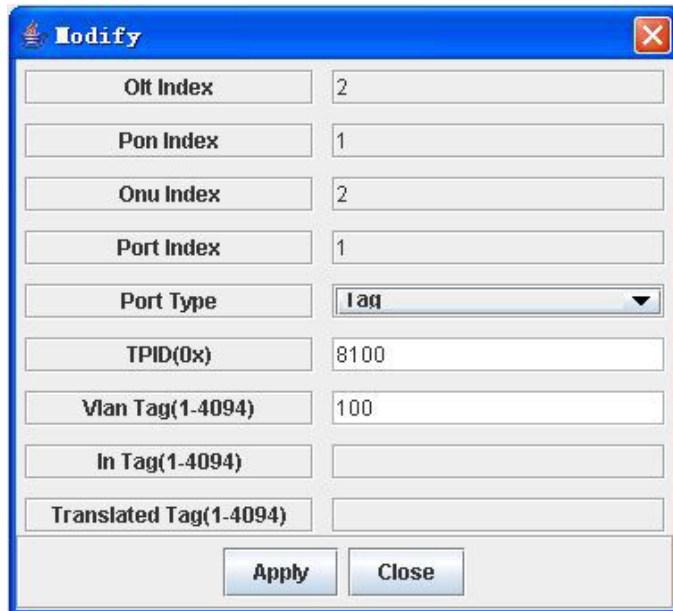 Modify
Olt Index 2
Pon Index 1
Onu Index 2
Port Index 1
Port Type Tag
TPID(0x) 8100
Vlan Tag(1-4094) 100
In Tag(1-4094)
Translated Tag(1-4094)
Apply Close